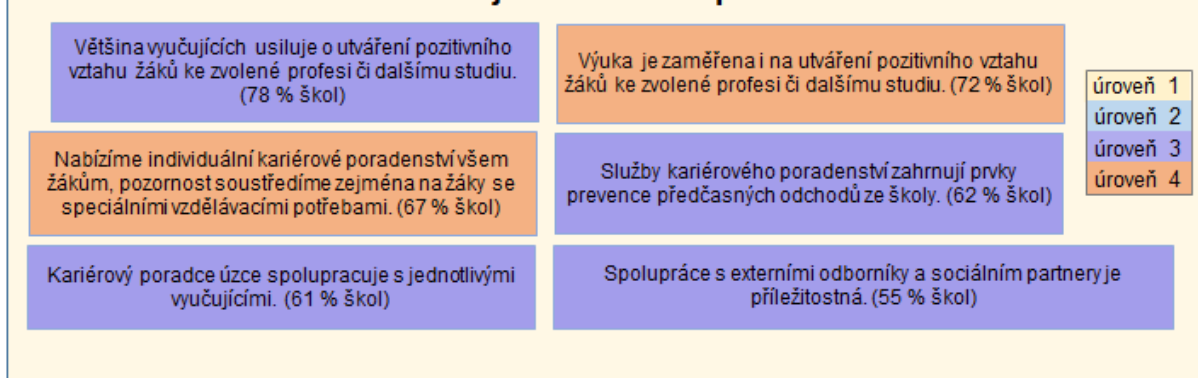 Většina vyučujících usiluje o utváření pozitivního
vztahu žáků ke zvolené profesi či dalšímu studiu.
(78 % škol)
Výuka je zaměřena i na utváření pozitivního vztahu
žáků ke zvolené profesi či dalšímu studiu. (72 % škol)
úroveň 1
úroveň 2
úroveň 3
úroveň 4
Nabízíme individuální kariérové poradenství všem
žákům, pozornost soustředíme zejména na žáky se
speciálními vzdělávacími potřebami. (67 % škol)
Služby kariérového poradenství zahrnují prvky
prevence předčasných odchodů ze školy. (62 % škol)
Kariérový poradce úzce spolupracuje s jednotlivými
vyučujícími. (61 % škol)
Spolupráce s externími odborníky a sociálním partnery je
příležitostná. (55 % škol)